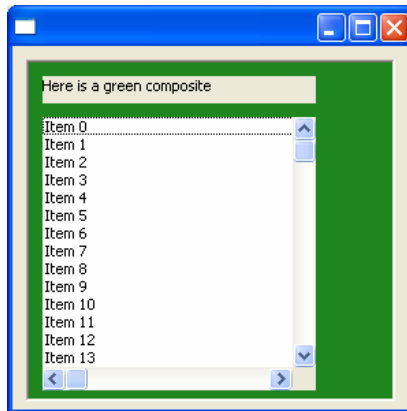 Here is a green composite
Item 0
Item 1
Item 2
Item 3
Item 4
Item 5
Item 6
Item 7
Item 8
Item 9
Item 10
Item 11
Item 12
Item 13